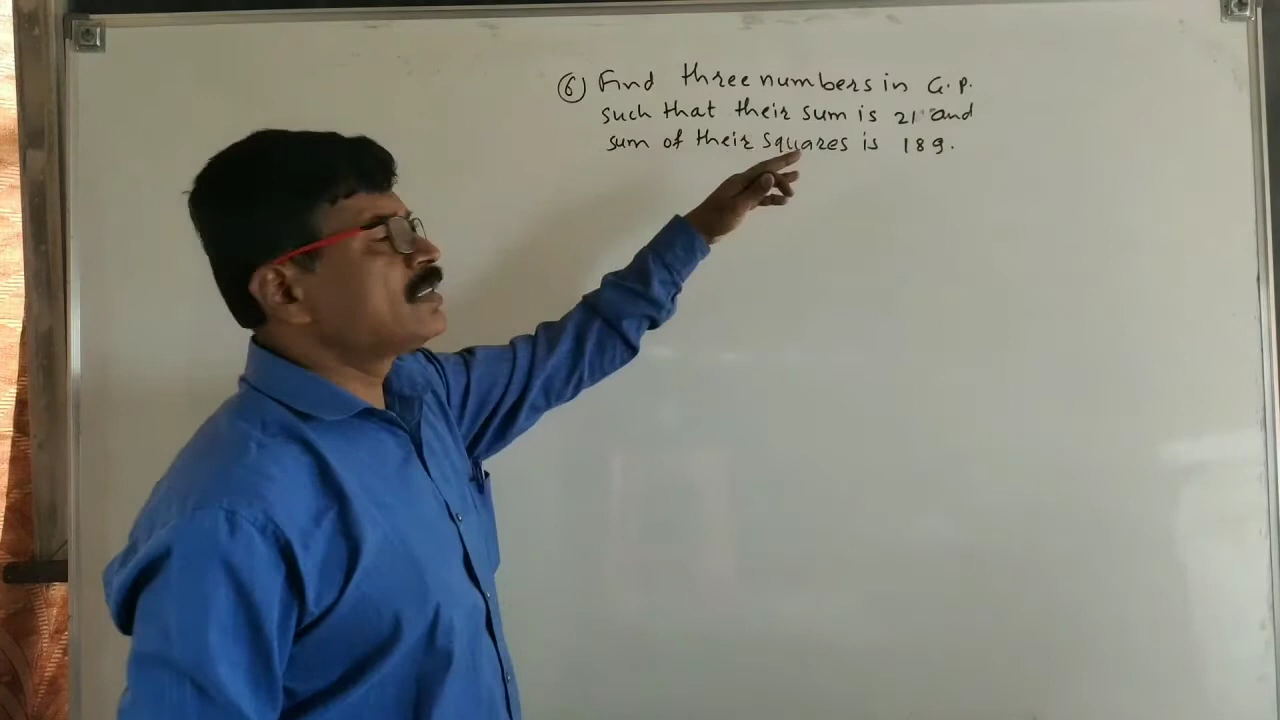 6 Find three numbers in G.P.
such that their sum is 21 and
sum of their squares is 189.